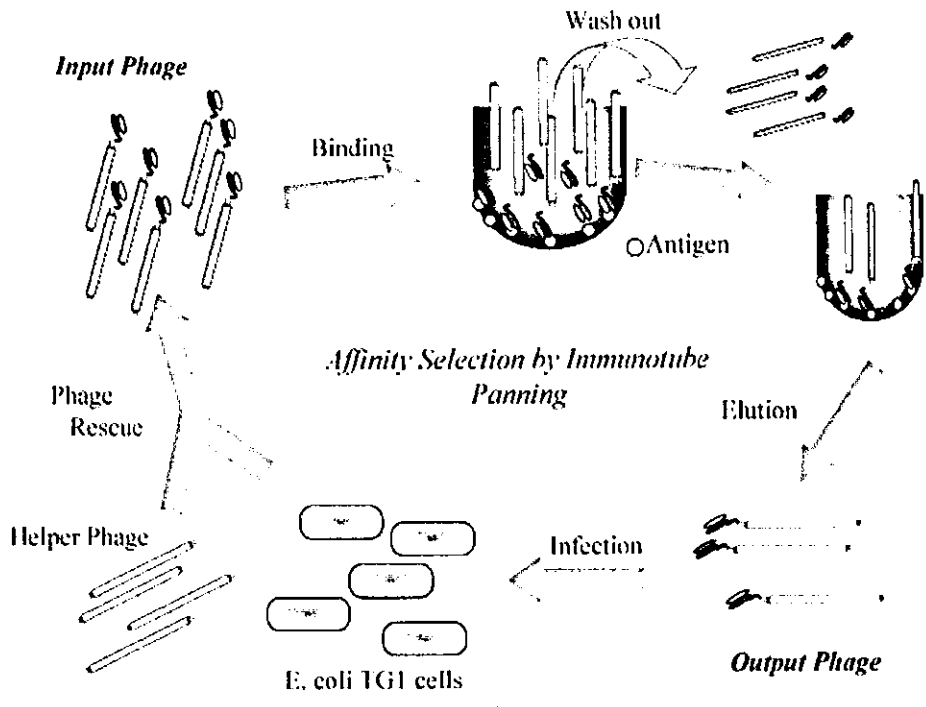 Wash out
Input Phage
Binding
Antigen
Affinity Selection by Immunotube
Panning
Phage
Rescue
Elution
Helper Phage
Infection
Output Phage
E. coli TG1 cells